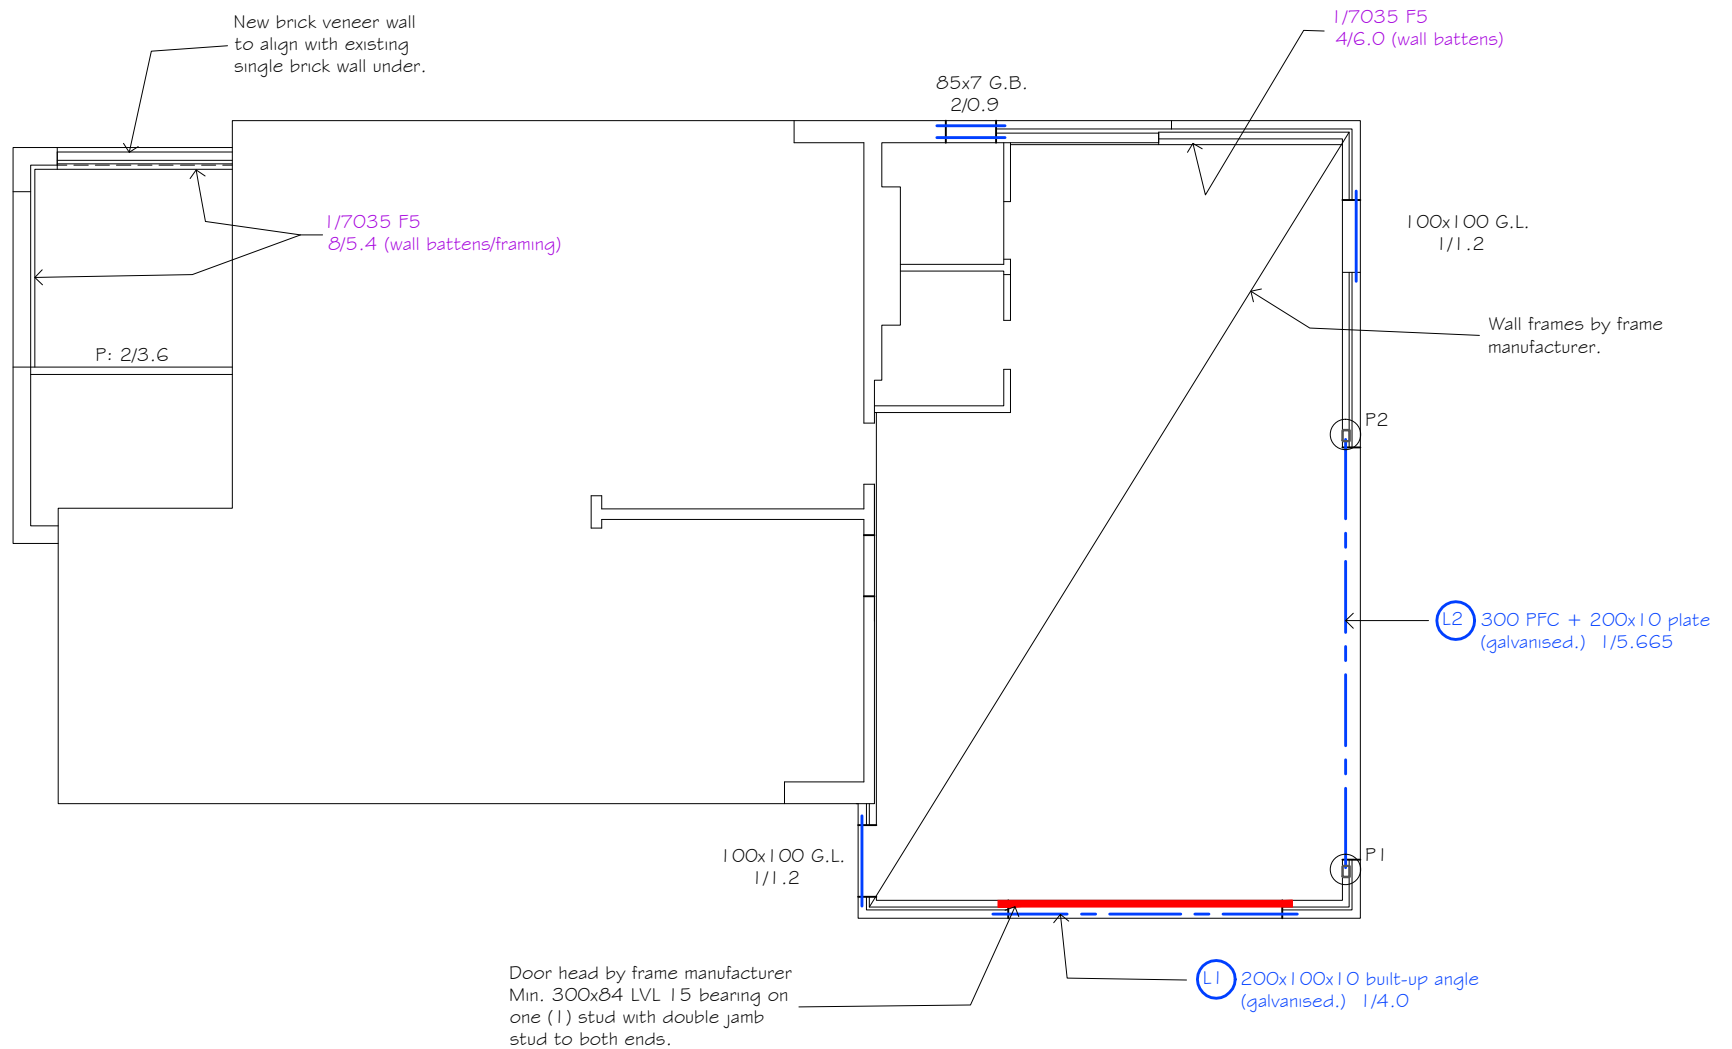 New brick veneer wall
to align with existing
single brick wall under.
1/7035 F5
4/6.0 (wall battens)
85x7 G.B.
2/0.9
1/7035 F5
8/5.4 (wall battens/framing)
100x100 G.L.
1/1.2
Wall frames by frame
manufacturer.
P: 2/3.6
P2
L2
300 PFC + 200x10 plate
(galvanised.) 1/5.665
100x100 G.L.
1/1.2
P1
Door head by frame manufacturer
Min. 300x84 LVL 15 bearing on
one (1) stud with double jamb
stud to both ends.
L1
200x100x10 built-up angle
(galvanised.) 1/4.0